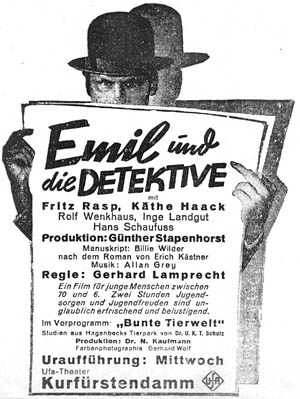 Emil und
die DETEKTIVE
mit
Fritz Rasp, Käthe Haack
Rolf Wenkhaus, Inge Landgut
Hans Schaufuss
Produktion: Günther Stapenhorst
Manuskript: Billie Wilder
nach dem Roman von Erich Kästner
Musik: Allan Grey
Regie: Gerhard Lamprecht
Ein Film für junge Menschen zwischen
70 und 6. Zwei Stunden Jugend-
sorgen und Jugendfreuden sind un-
glaublich erfrischend und belustigend.
Im Vorprogramm: „Bunte Tierwelt“
Studien aus Hagenbecks Tierpark von Dr. U. K. T. Schulz
Produktion: Dr. N. Kaufmann
Farbenphotographie Gerhard Wolf
Uraufführung: Mittwoch
Ufa-Theater
Kurfürstendamm
UFA